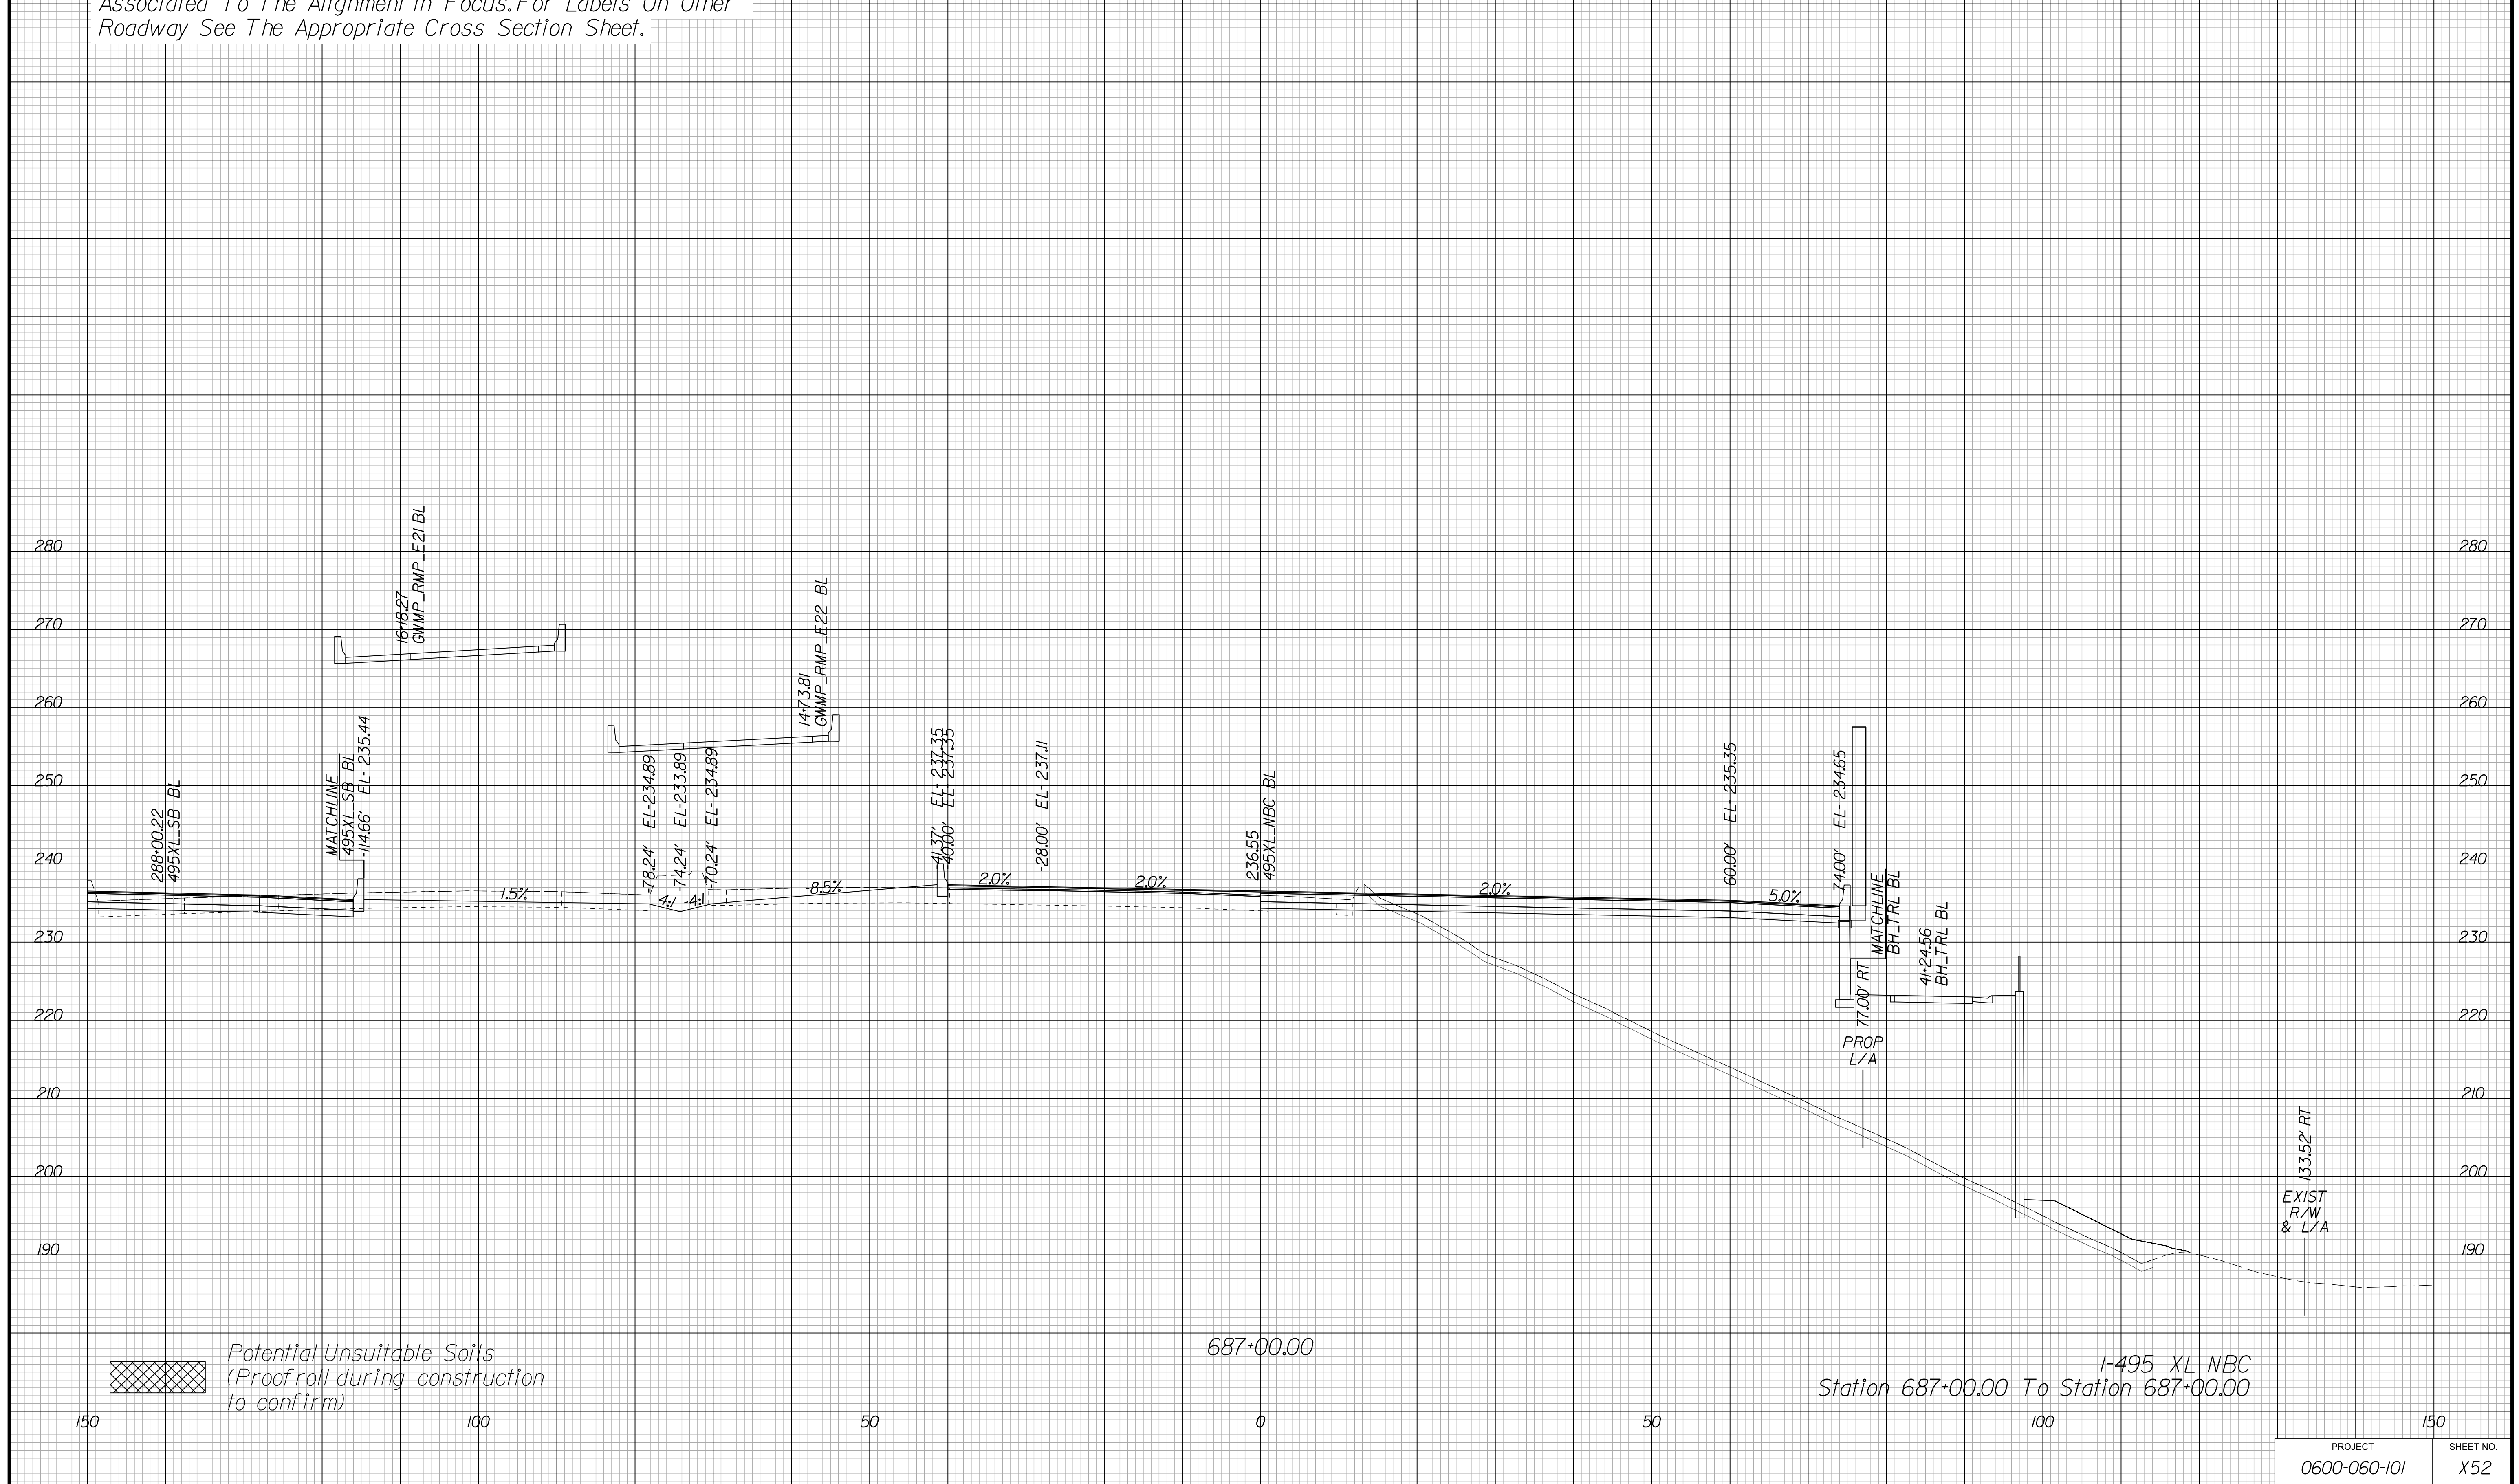 Associated To The Alignment In Focus. For Labels On Other
Roadway See The Appropriate Cross Section Sheet.
16+18.27
GWMP_RMP_E21 BL
14+73.81
GWMP_RMP_E22 BL
280
280
270
270
260
260
250
250
240
240
230
230
220
220
210
210
200
200
190
190
288+00.22
495XL_SB BL
MATCHLINE
495XL_SB BL
-114.66' EL- 235.44
1.5%
-78.24' EL-234.89
-74.24' EL-233.89
-70.24' EL- 234.89
4:1
-4:1
-8.5%
41.37' EL- 237.35
40.00' EL- 237.35
2.0%
-28.00' EL- 237.11
2.0%
236.55
495XL_NBC BL
2.0%
60.00' EL- 235.35
5.0%
74.00' EL- 234.65
MATCHLINE
BH_TRL BL
41+24.56
BH_TRL BL
77.00' RT
PROP
L/A
133.52' RT
EXIST
R/W
& L/A
Potential Unsuitable Soils
(Proofroll during construction
to confirm)
687+00.00
I-495 XL NBC
Station 687+00.00 To Station 687+00.00
150
100
50
0
50
100
150
PROJECT
0600-060-101
SHEET NO.
X52